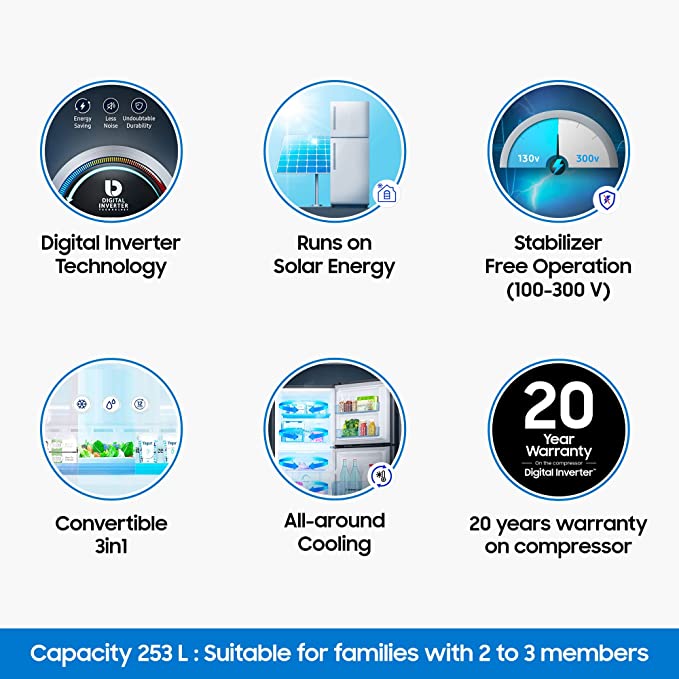 Energy Saving
Less Noise
Undoubtable Durability
DIGITAL
INVERTER
TECHNOLOGY
Digital Inverter
Technology
Runs on
Solar Energy
130v
300v
Stabilizer
Free Operation
(100-300 V)
Yogurt
Convertible
3in1
All-around
Cooling
20
Year
Warranty
On the compressor
Digital Inverter™
20 years warranty
on compressor
Capacity 253 L : Suitable for families with 2 to 3 members